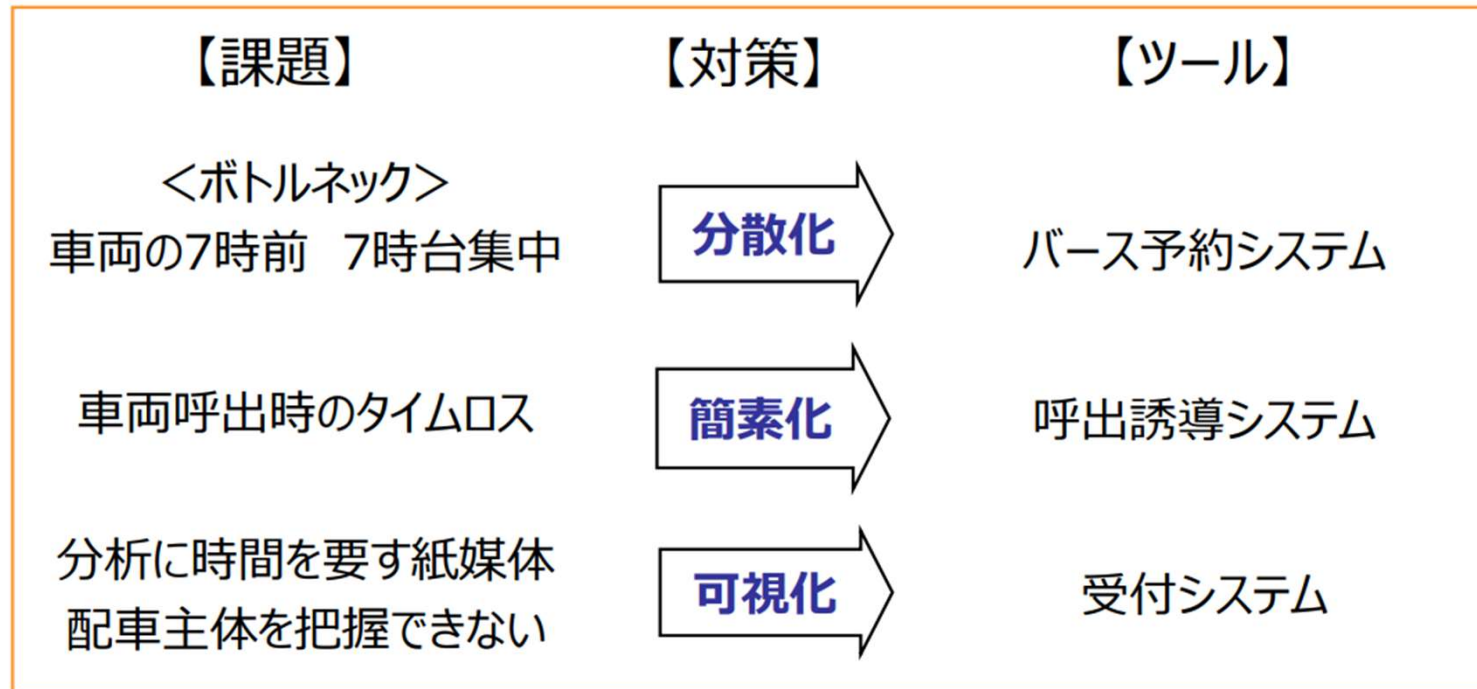 【課題】 【対策】 【ツール】
＜ボトルネック＞
車両の7時前　7時台集中
分散化
バース予約システム
車両呼出時のタイムロス
簡素化
呼出誘導システム
分析に時間を要す紙媒体
配車主体を把握できない
可視化
受付システム